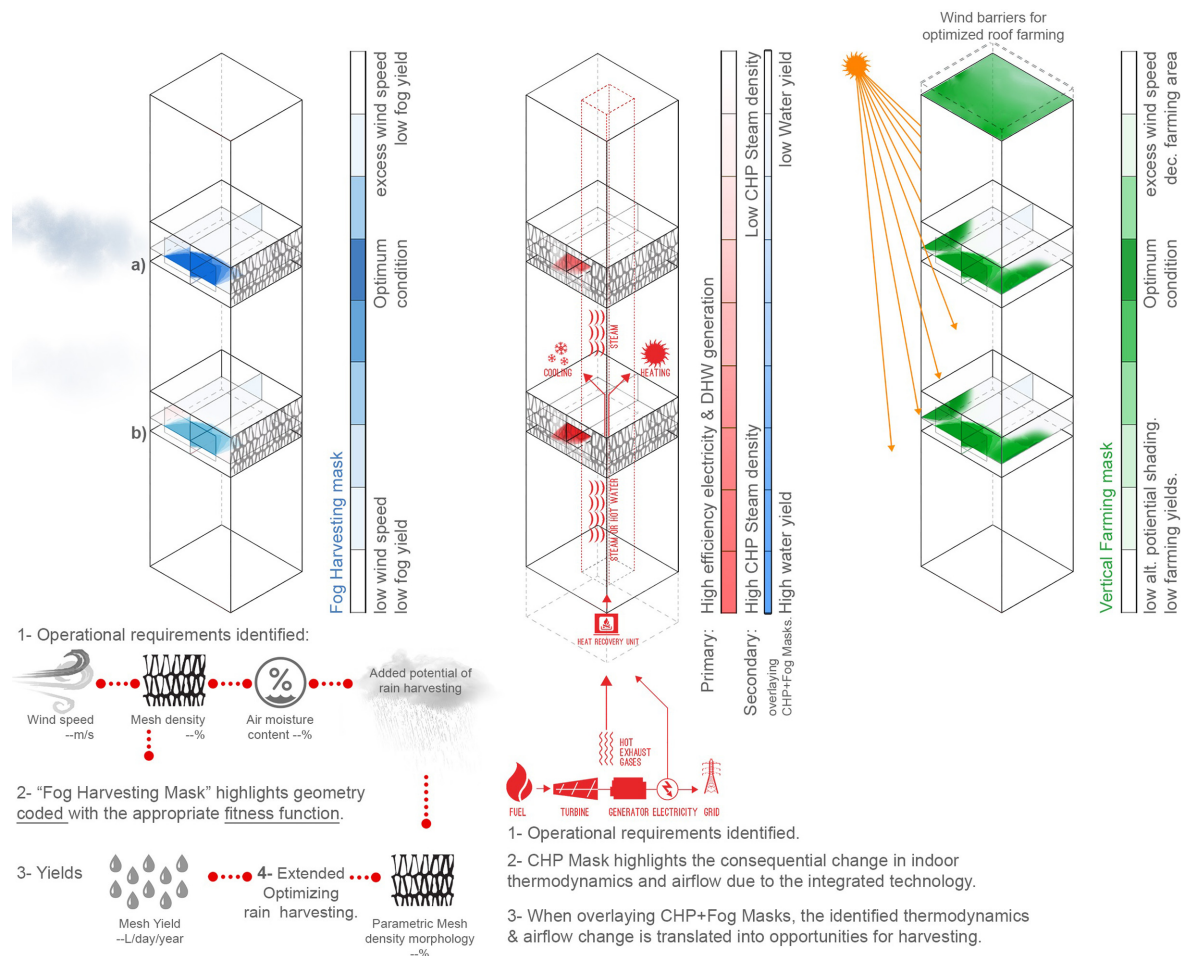 Wind barriers for
optimized roof farming
excess wind speed
low fog yield
Optimum
condition
low wind speed
low fog yield
Fog Harvesting mask
a)
b)
STEAM
COOLING
HEATING
STEAM OR HOT WATER
HEAT RECOVERY UNIT
Primary: High efficiency electricity & DHW generation
Low CHP Steam density
Secondary: High CHP Steam density
low Water yield
overlaying
CHP+Fog Masks. High water yield
excess wind speed
dec. farming area
Optimum
condition
low alt. potiential shading.
low farming yields.
Vertical Farming mask
1- Operational requirements identified:
Wind speed
--m/s
Mesh density
--%
Air moisture
content --%
Added potential of
rain harvesting
2- “Fog Harvesting Mask” highlights geometry
coded with the appropriate fitness function.
3- Yields
Mesh Yield
--L/day/year
4- Extended
Optimizing
rain harvesting.
Parametric Mesh
density morphology
--%
HOT
EXHAUST
GASES
FUEL
TURBINE
GENERATOR
ELECTRICITY
GRID
1- Operational requirements identified.
2- CHP Mask highlights the consequential change in indoor
thermodynamics and airflow due to the integrated technology.
3- When overlaying CHP+Fog Masks, the identified thermodynamics
& airflow change is translated into opportunities for harvesting.